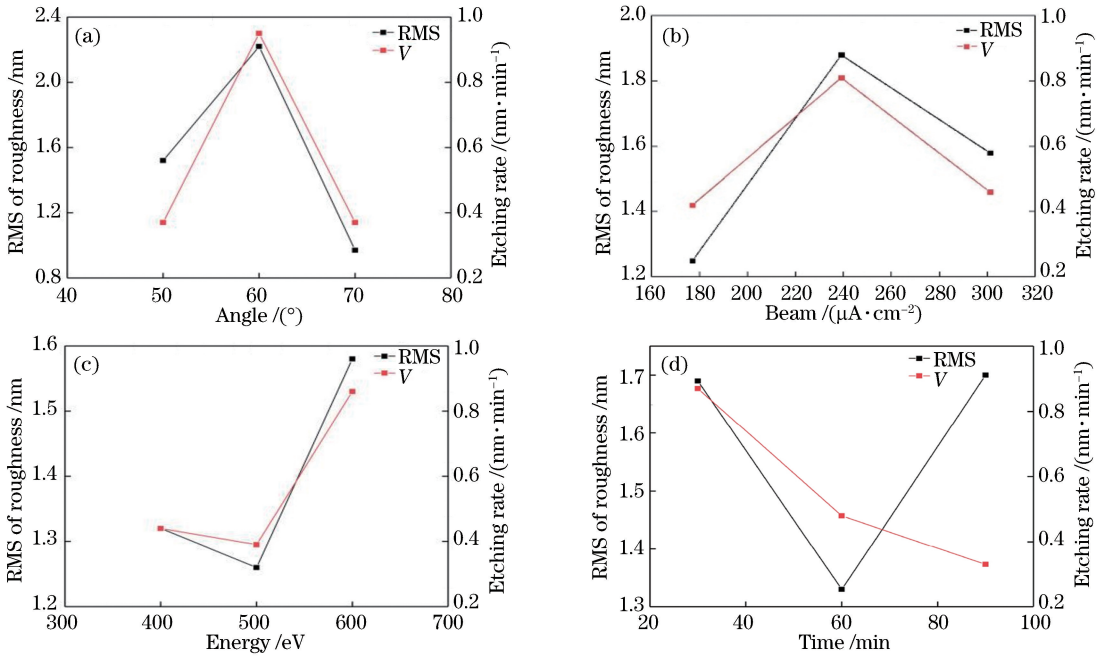 (a)
RMS
V
2.4
2.0
1.6
1.2
0.8
RMS of roughness /nm
1.0
0.8
0.6
0.4
0.2
Etching rate /(nm·min⁻¹)
40 50 60 70 80
Angle /(°)
(b)
RMS
V
2.0
1.8
1.6
1.4
1.2
RMS of roughness /nm
1.0
0.8
0.6
0.4
0.2
Etching rate /(nm·min⁻¹)
160 180 200 220 240 260 280 300 320
Beam /(μA·cm⁻²)
(c)
RMS
V
1.6
1.5
1.4
1.3
1.2
RMS of roughness /nm
1.0
0.8
0.6
0.4
0.2
Etching rate /(nm·min⁻¹)
300 400 500 600 700
Energy /eV
(d)
RMS
V
1.7
1.6
1.5
1.4
1.3
RMS of roughness /nm
1.0
0.8
0.6
0.4
0.2
Etching rate /(nm·min⁻¹)
20 40 60 80 100
Time /min